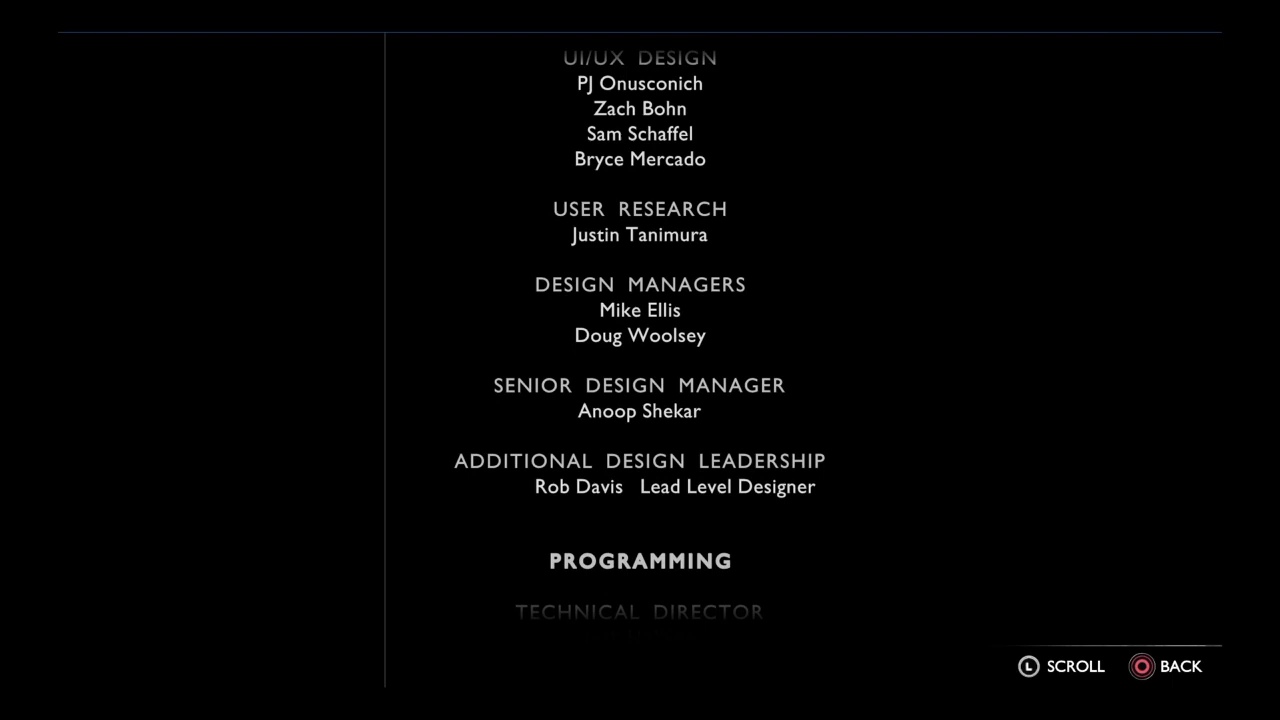 UI/UX DESIGN
PJ Onusconich
Zach Bohn
Sam Schaffel
Bryce Mercado
USER RESEARCH
Justin Tanimura
DESIGN MANAGERS
Mike Ellis
Doug Woolsey
SENIOR DESIGN MANAGER
Anoop Shekar
ADDITIONAL DESIGN LEADERSHIP
Rob Davis Lead Level Designer
PROGRAMMING
TECHNICAL DIRECTOR
L SCROLL BACK